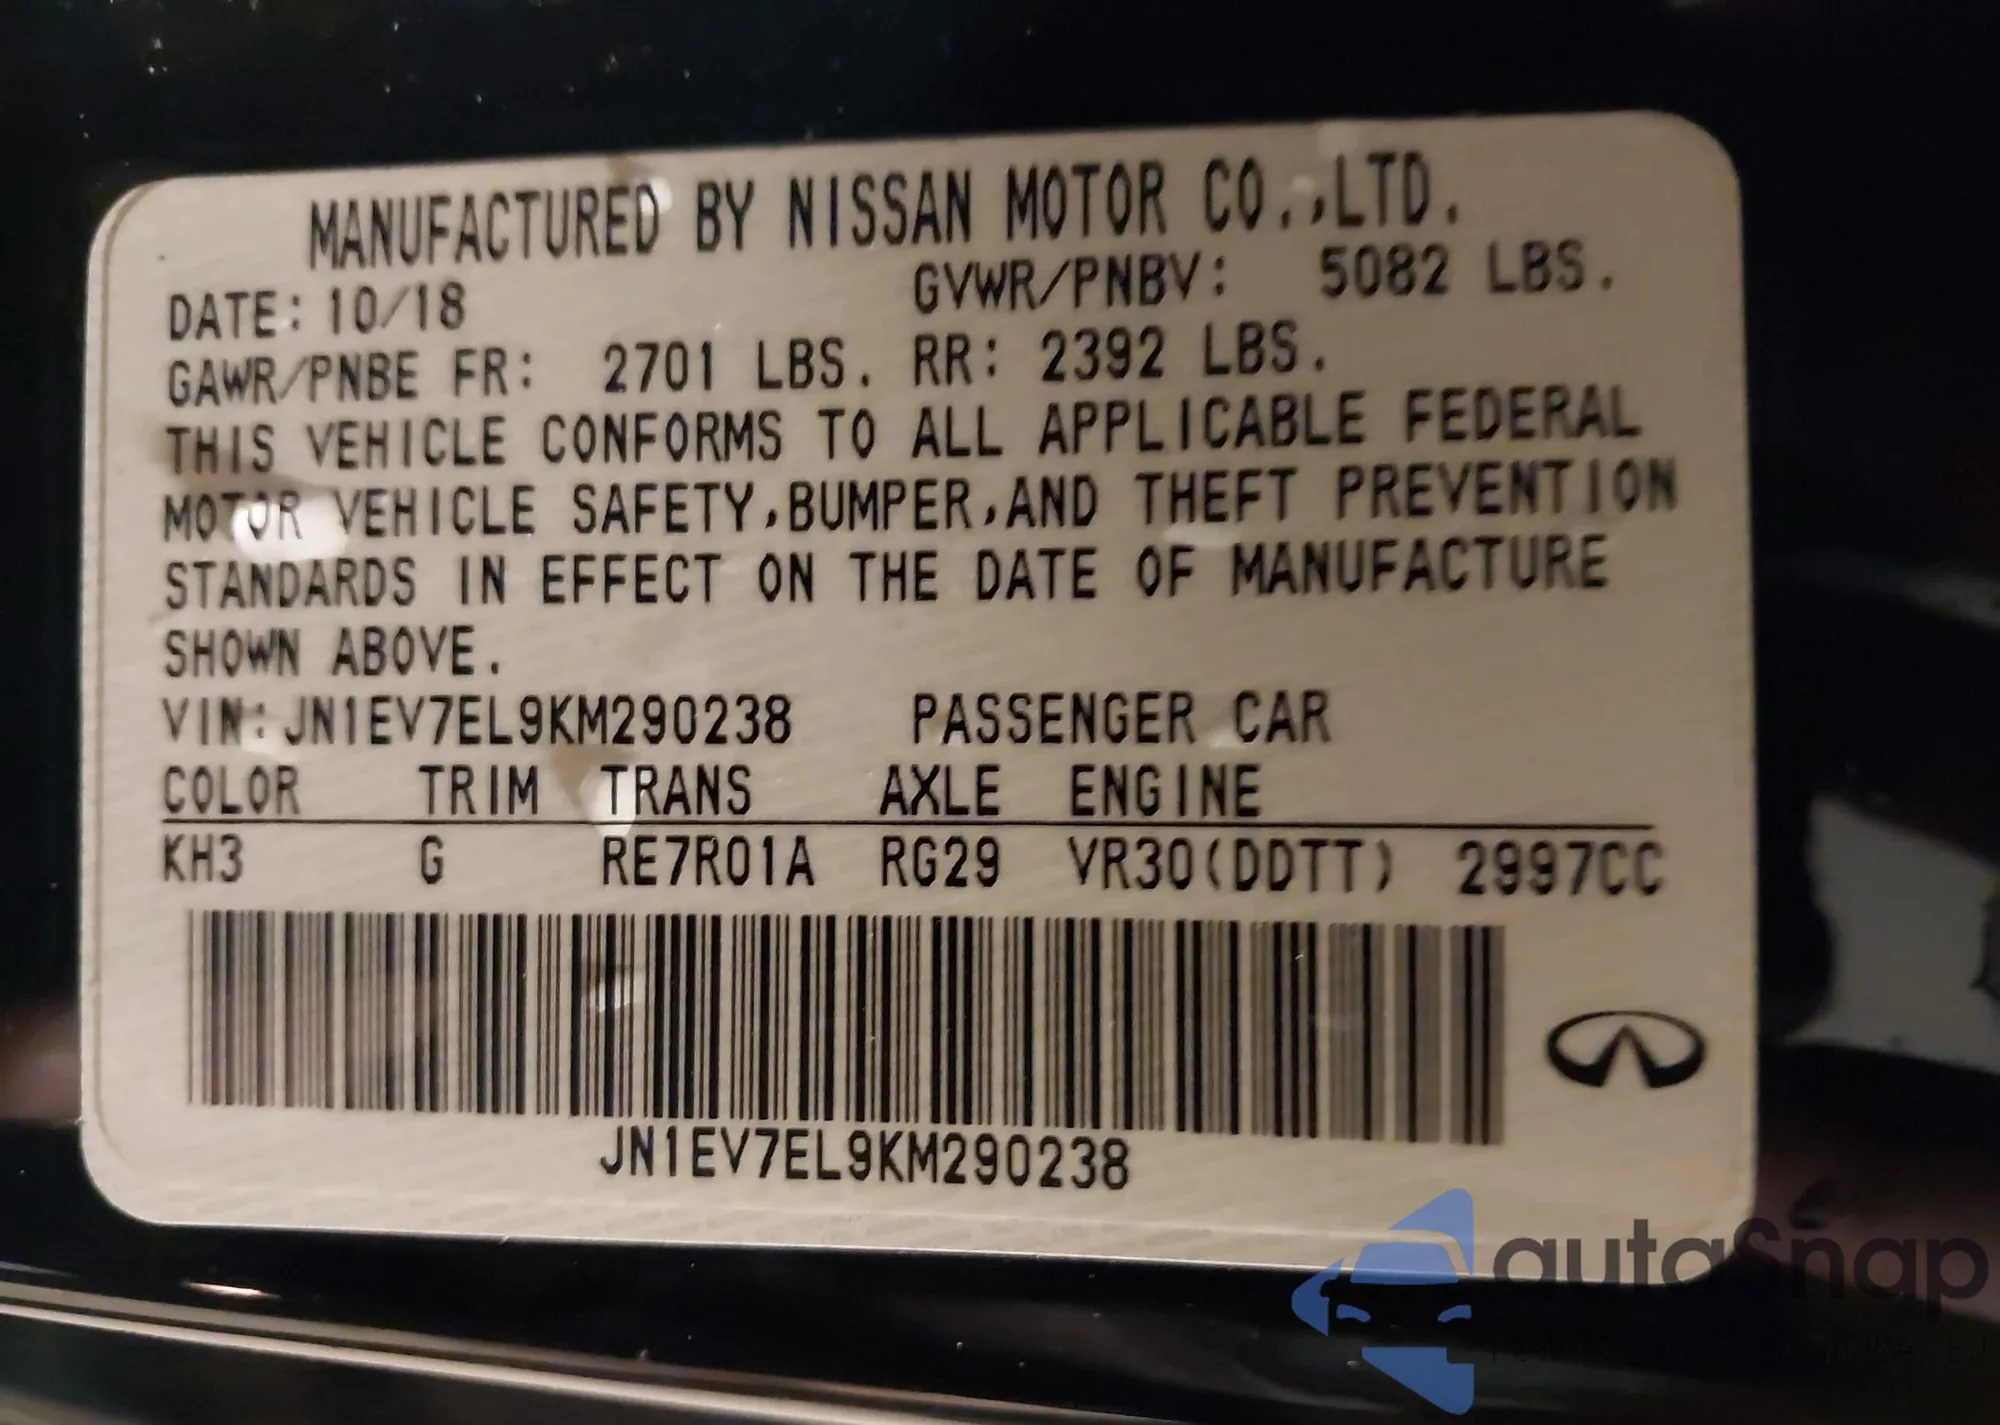 MANUFACTURED BY NISSAN MOTOR CO.,LTD.
DATE: 10/18 GVWR/PNBV: 5082 LBS.
GAWR/PNBE FR: 2701 LBS. RR: 2392 LBS.
THIS VEHICLE CONFORMS TO ALL APPLICABLE FEDERAL
MOTOR VEHICLE SAFETY,BUMPER,AND THEFT PREVENTION
STANDARDS IN EFFECT ON THE DATE OF MANUFACTURE
SHOWN ABOVE.
VIN: JN1EV7EL9KM290238 PASSENGER CAR
COLOR TRIM TRANS AXLE ENGINE
KH3 G RE7R01A RG29 VR30(DDTT) 2997CC
JN1EV7EL9KM290238
autoSnap